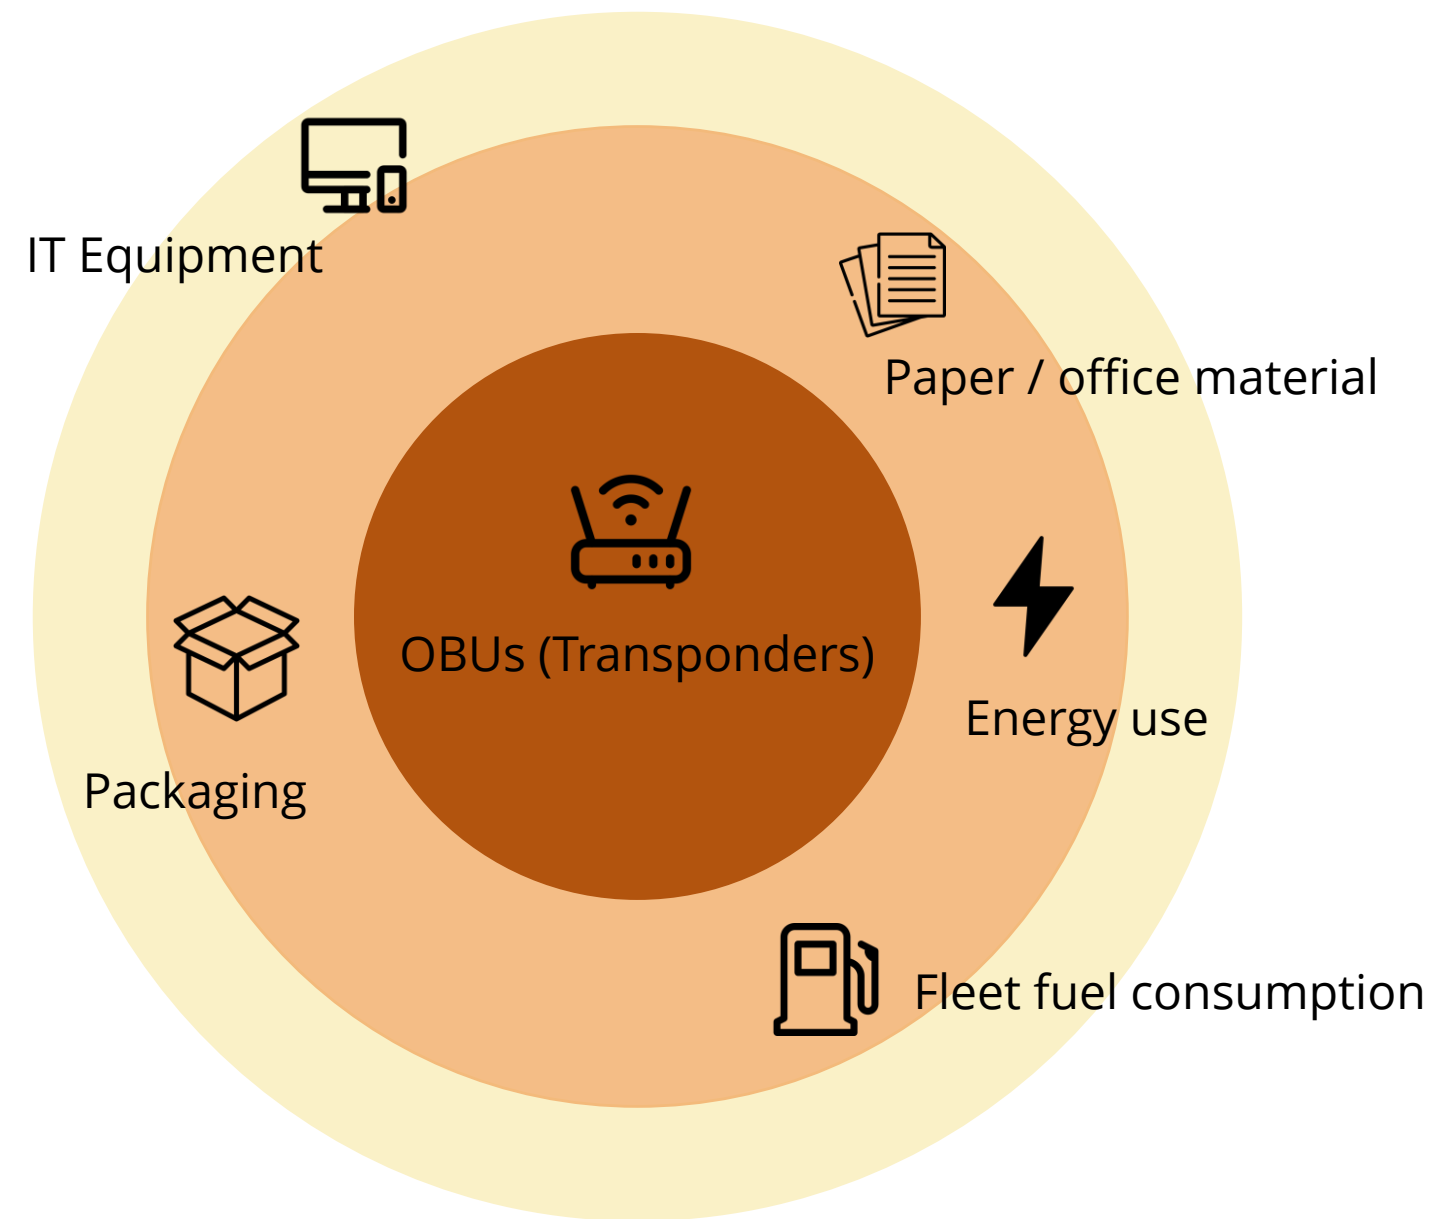 IT Equipment
Paper / office material
OBUs (Transponders)
Energy use
Packaging
Fleet fuel consumption